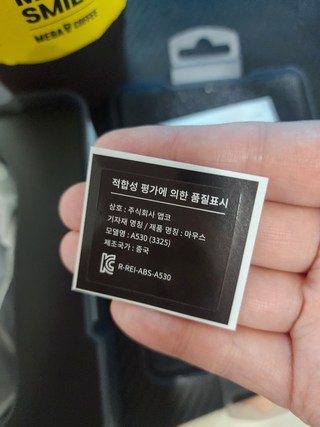 SMILE
MEGA COFFEE
적합성 평가에 의한 품질표시
상호 : 주식회사 앱코
기자재 명칭 / 제품 명칭 : 마우스
모델명 : A530 (3325)
제조국가 : 중국
R-REI-ABS-A530